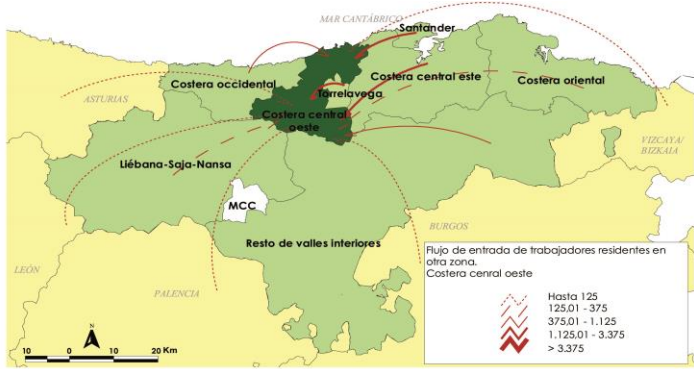 MAR CANTÁBRICO
Santander
Costera occidental
Costera central este
Costera oriental
ASTURIAS
Torrelavega
Costera central
oeste
VIZCAYA/
BIZKAIA
Liébana-Saja-Nansa
MCC
BURGOS
Resto de valles interiores
LEÓN
PALENCIA
Flujo de entrada de trabajadores residentes en
otra zona.
Costera cenral oeste
Hasta 125
125,01 - 375
375,01 - 1.125
1.125,01 - 3.375
> 3.375
N
10 0 10 20 Km